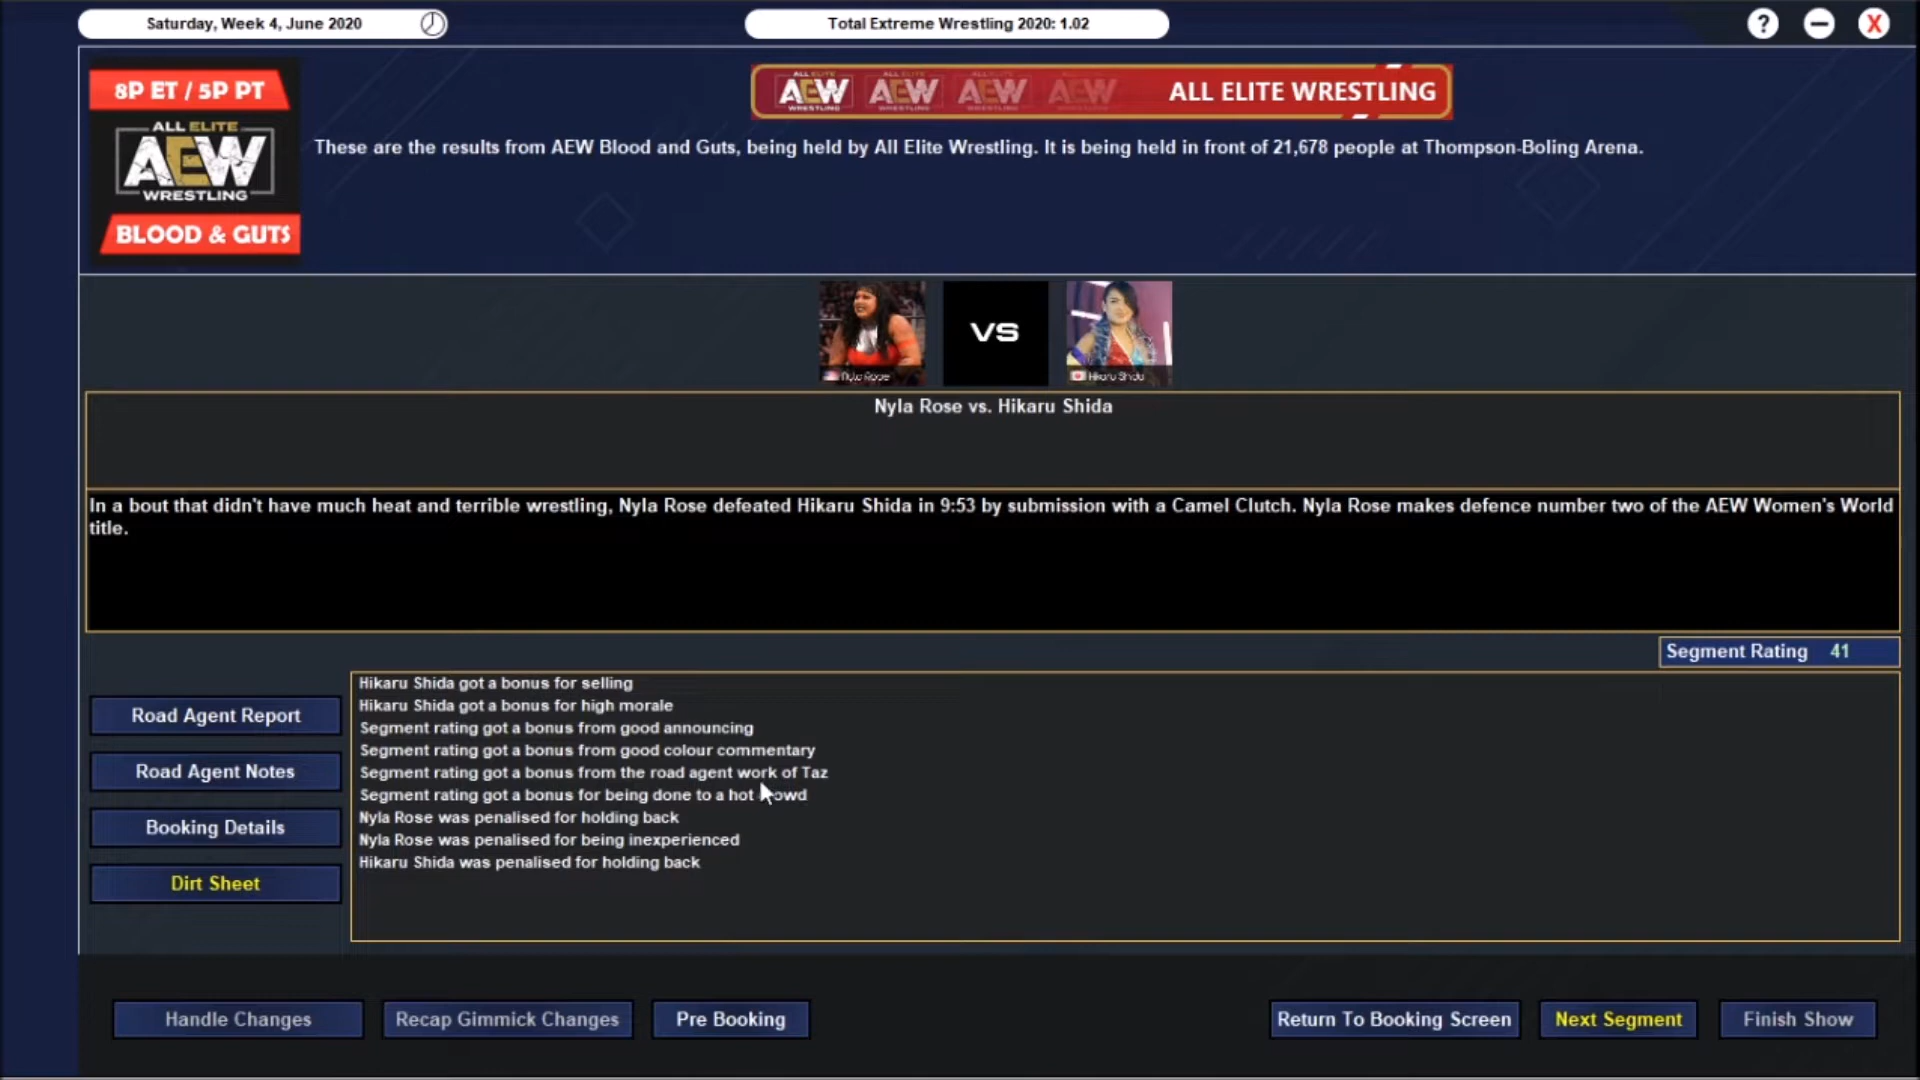 Saturday, Week 4, June 2020
Total Extreme Wrestling 2020: 1.02
?
X
8P ET / 5P PT
ALL ELITE
AEW
WRESTLING
BLOOD & GUTS
ALL ELITE
AEW
WRESTLING
AEW
AEW
AEW
ALL ELITE WRESTLING
These are the results from AEW Blood and Guts, being held by All Elite Wrestling. It is being held in front of 21,678 people at Thompson-Boling Arena.
Nyla Rose
VS
Hikaru Shida
Nyla Rose vs. Hikaru Shida
In a bout that didn't have much heat and terrible wrestling, Nyla Rose defeated Hikaru Shida in 9:53 by submission with a Camel Clutch. Nyla Rose makes defence number two of the AEW Women's World
title.
Segment Rating 41
Road Agent Report
Road Agent Notes
Booking Details
Dirt Sheet
Hikaru Shida got a bonus for selling
Hikaru Shida got a bonus for high morale
Segment rating got a bonus from good announcing
Segment rating got a bonus from good colour commentary
Segment rating got a bonus from the road agent work of Taz
Segment rating got a bonus for being done to a hot crowd
Nyla Rose was penalised for holding back
Nyla Rose was penalised for being inexperienced
Hikaru Shida was penalised for holding back
Handle Changes
Recap Gimmick Changes
Pre Booking
Return To Booking Screen
Next Segment
Finish Show